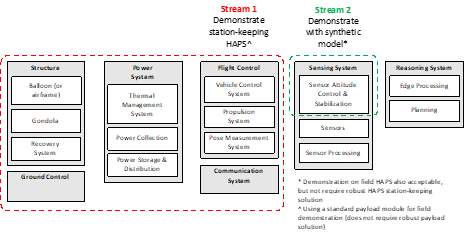 Stream 1
Demonstrate
station-keeping
HAPS^
Stream 2
Demonstrate
with synthetic
model*
Structure
Balloon (or
airframe)
Gondola
Recovery
System
Ground Control
Power
System
Thermal
Management
System
Power Collection
Power Storage &
Distribution
Flight Control
Vehicle Control
System
Propulsion
System
Pose Measurement
System
Communication
System
Sensing System
Sensor Attitude
Control &
Stabilization
Sensors
Sensor Processing
Reasoning System
Edge Processing
Planning
* Demonstration on field HAPS also acceptable,
but not require robust HAPS station-keeping
solution
^ Using a standard payload module for field
demonstration (does not require robust payload
solution)